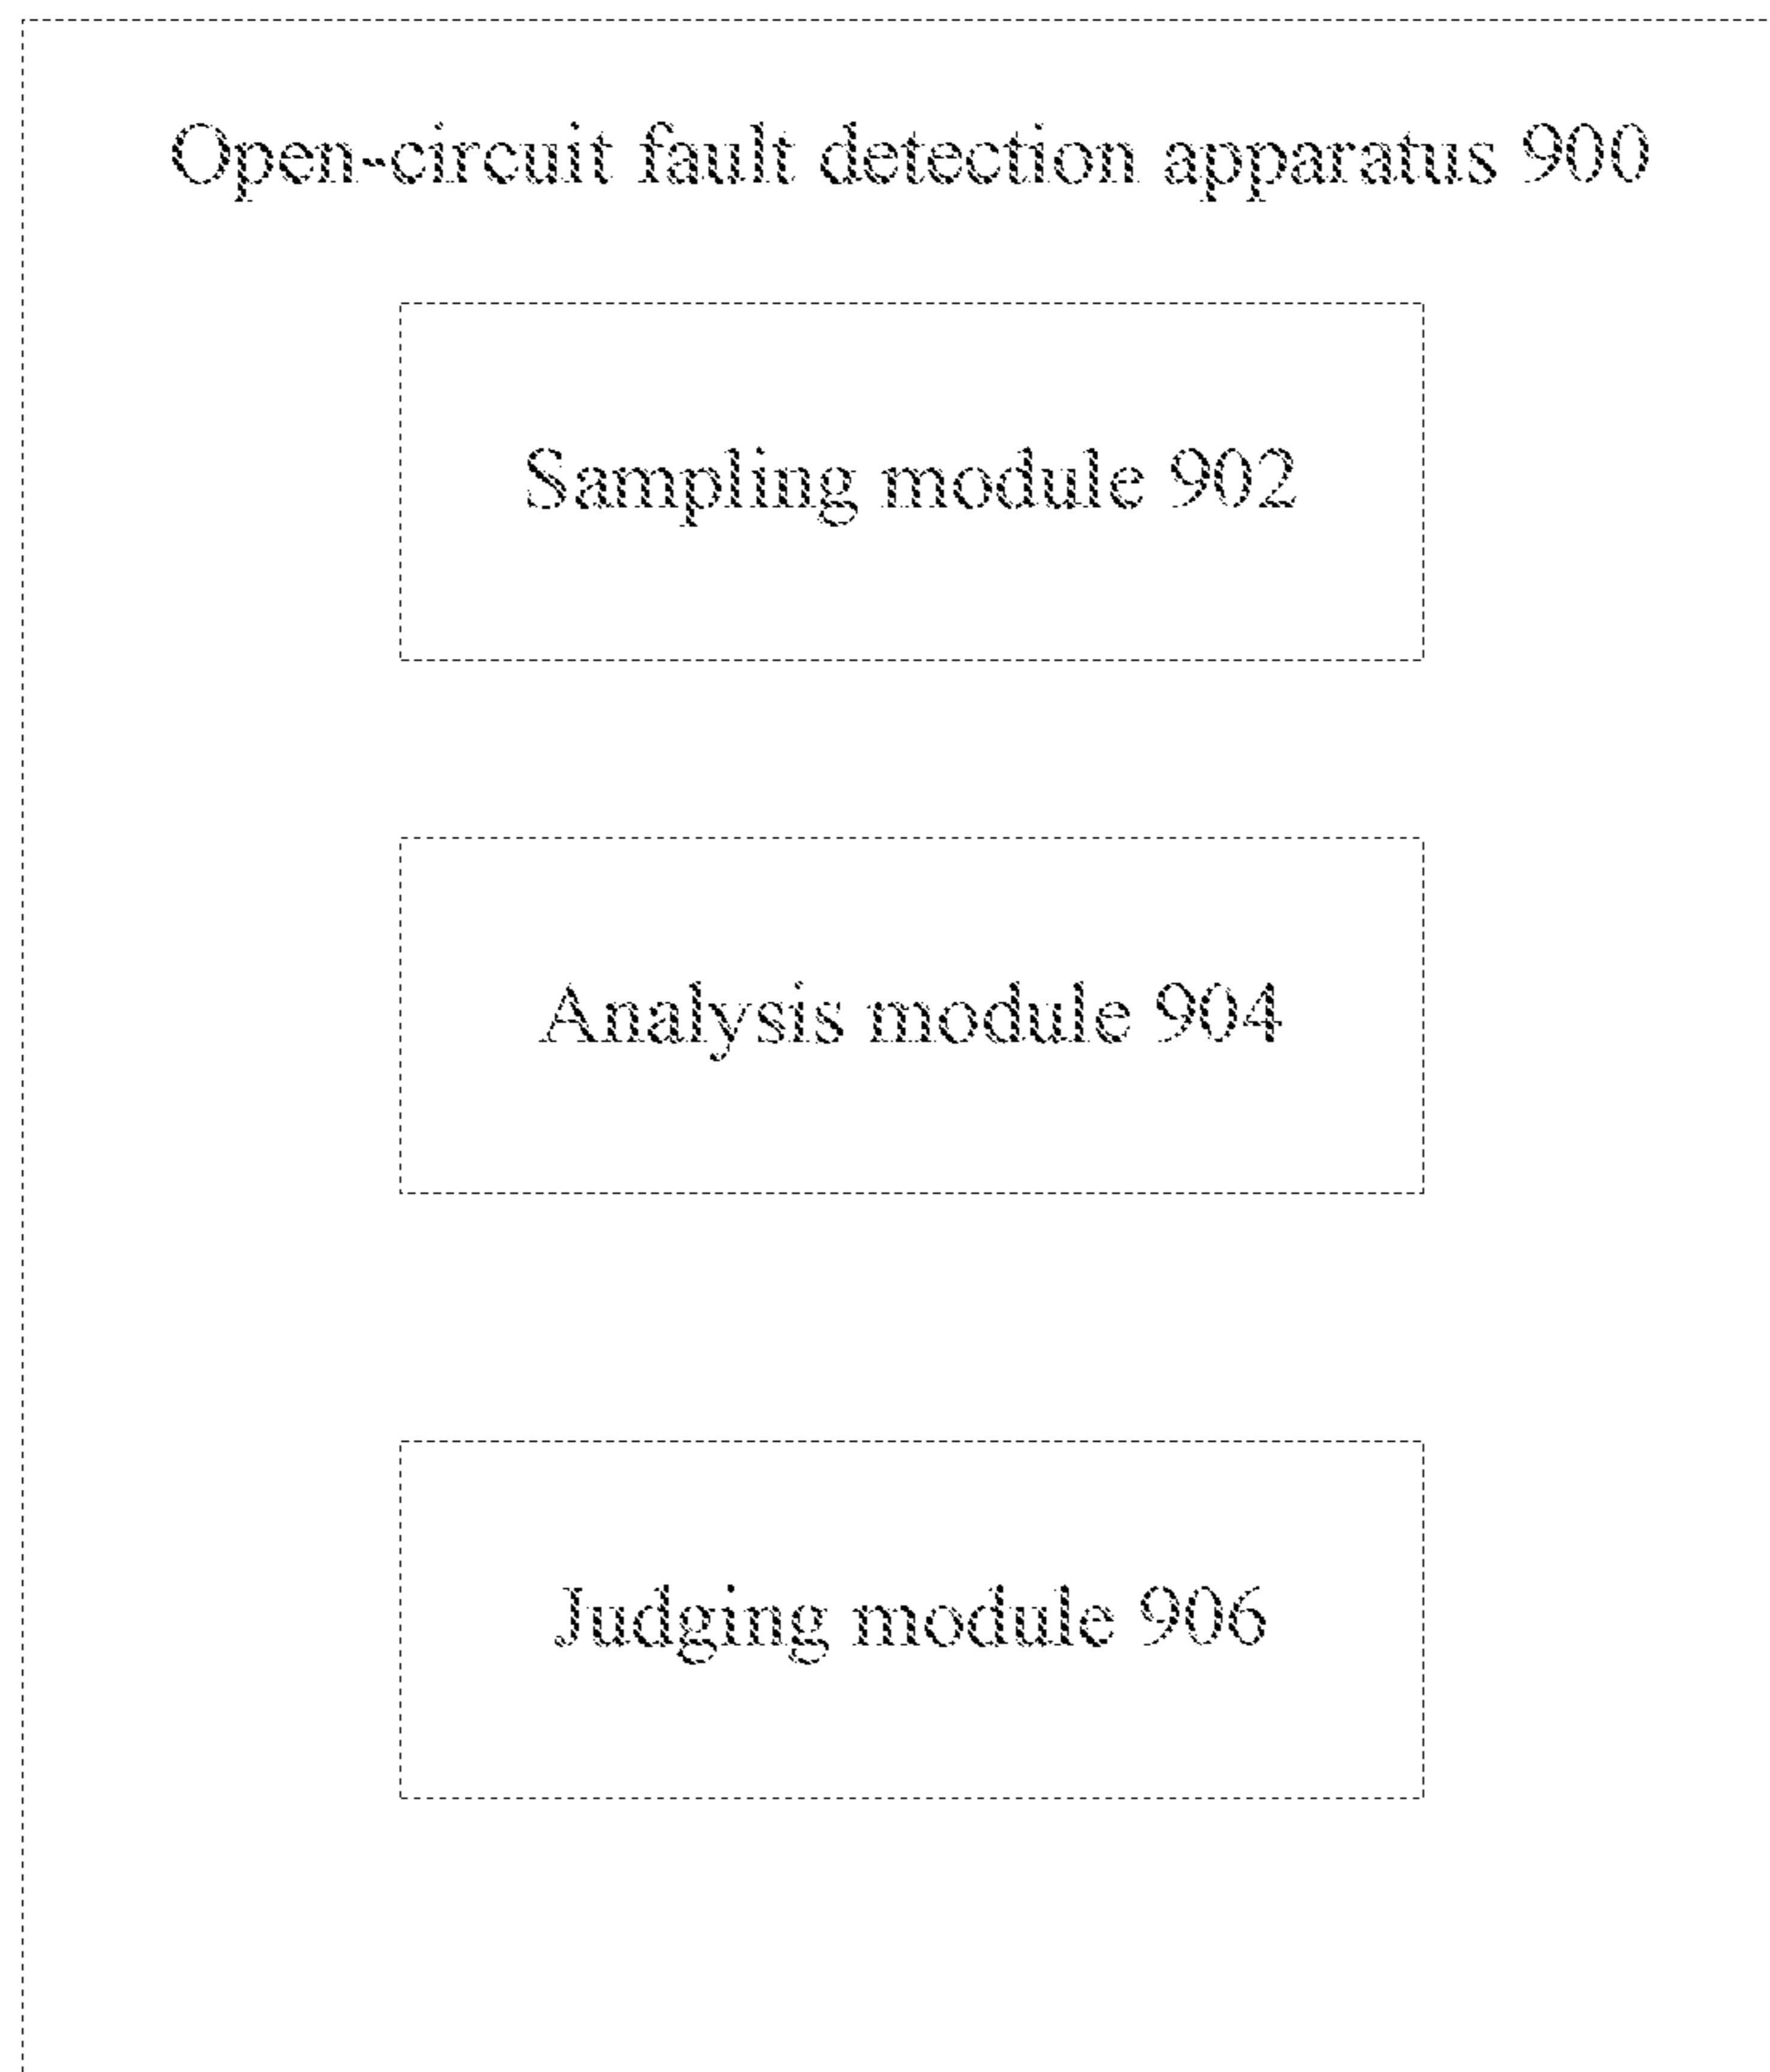 Open-circuit fault detection apparatus 900
Sampling module 902
Analysis module 904
Judging module 906